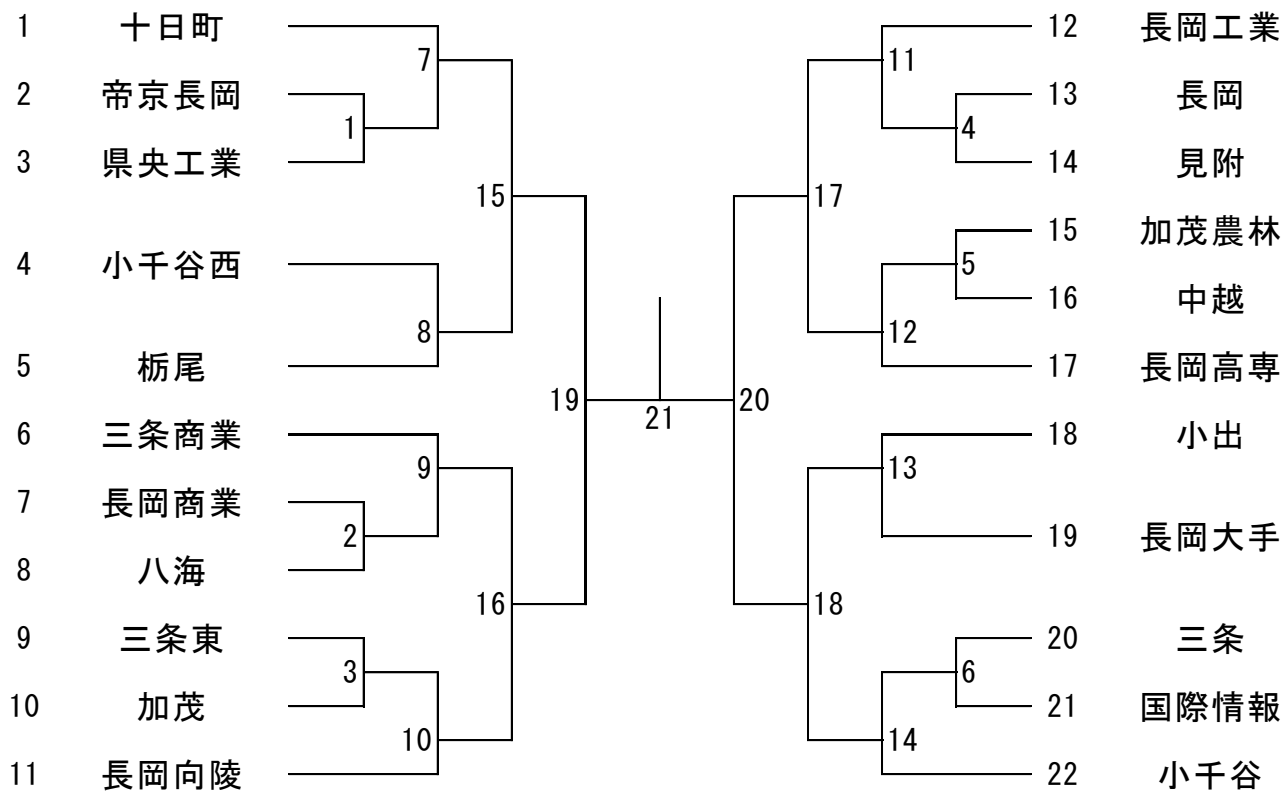 1 十日町
2 帝京長岡
3 県央工業
4 小千谷西
5 栃尾
6 三条商業
7 長岡商業
8 八海
9 三条東
10 加茂
11 長岡向陵
7
1
15
8
19
9
2
16
3
10
21
11
4
17
5
12
20
13
18
6
14
12 長岡工業
13 長岡
14 見附
15 加茂農林
16 中越
17 長岡高専
18 小出
19 長岡大手
20 三条
21 国際情報
22 小千谷